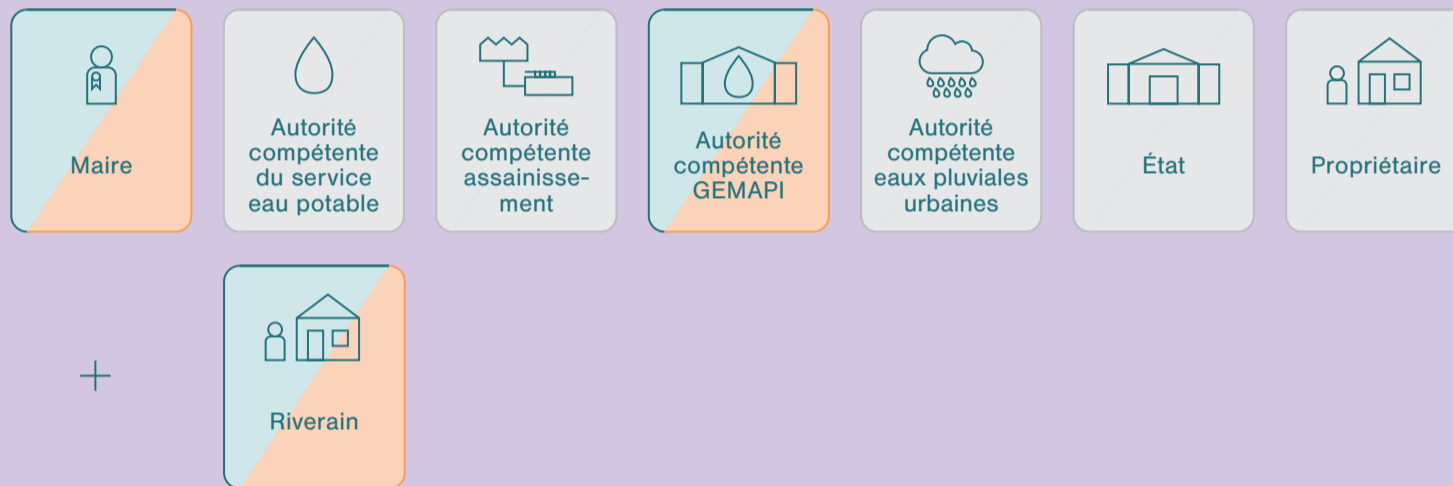 Maire
Autorité
compétente
du service
eau potable
Autorité
compétente
assainisse-
ment
Autorité
compétente
GEMAPI
Autorité
compétente
eaux pluviales
urbaines
État
Propriétaire
+
Riverain